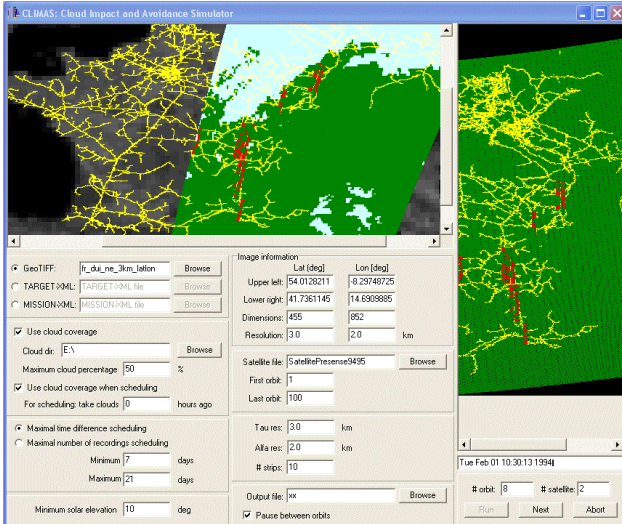 CLIMAS: Cloud Impact and Avoidance Simulator
GeoTIFF: fr_dui_ne_3km_latlon Browse
TARGET-XML: TARGET-XML file Browse
MISSION-XML: MISSION-XML file Browse
Use cloud coverage
Cloud dir: E:\ Browse
Maximum cloud percentage 50 %
Use cloud coverage when scheduling
For scheduling: take clouds 0 hours ago
Maximal time difference scheduling
Maximal number of recordings scheduling
Minimum 7 days
Maximum 21 days
Minimum solar elevation 10 deg
Image information
Lat [deg] Lon [deg]
Upper left: 54.0128211 -8.29748725
Lower right: 41.7361145 14.6909885
Dimensions: 455 852
Resolution: 3.0 2.0 km
Satellite file: SatellitePresense9495 Browse
First orbit: 1
Last orbit: 100
Tau res: 3.0 km
Alfa res: 2.0 km
# strips: 10
Output file: xx Browse
Pause between orbits
Tue Feb 01 10:30:13 1994
# orbit: 8 # satellite: 2
Run Next Abort